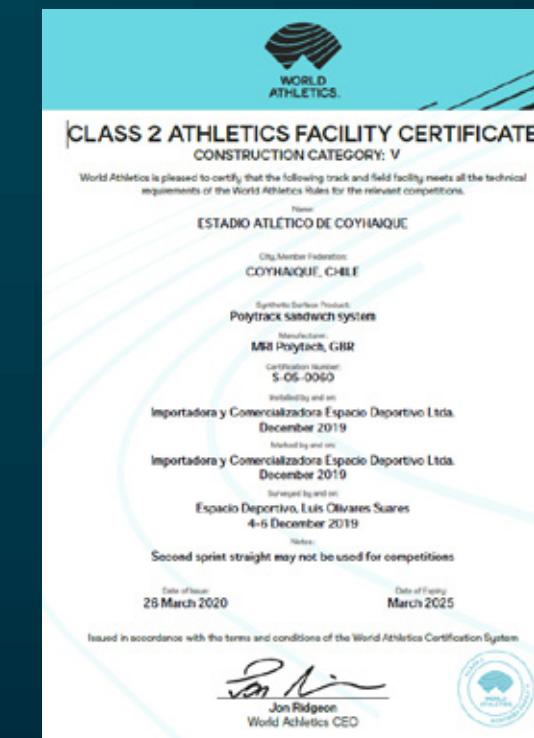 WORLD
ATHLETICS.
CLASS 2 ATHLETICS FACILITY CERTIFICATE
CONSTRUCTION CATEGORY: V
World Athletics is pleased to certify that the following track and field facility meets all the technical
requirements of the World Athletics Rules for the relevant competitions.
Name:
ESTADIO ATLÉTICO DE COYHAIQUE
City, Member Federation:
COYHAIQUE, CHILE
Synthetic Surface Product:
Polytrack sandwich system
Manufacturer:
MRI Polytech, GBR
Certification Number:
S-05-0060
Installed by and on:
Importadora y Comercializadora Espacio Deportivo Ltda.
December 2019
Marked by and on:
Importadora y Comercializadora Espacio Deportivo Ltda.
December 2019
Surveyed by and on:
Espacio Deportivo, Luis Olivares Suares
4-6 December 2019
Notes:
Second sprint straight may not be used for competitions
Date of Issue:
26 March 2020
Date of Expiry:
March 2025
Issued in accordance with the terms and conditions of the World Athletics Certification System
Jon Ridgeon
World Athletics CEO
WORLD
ATHLETICS